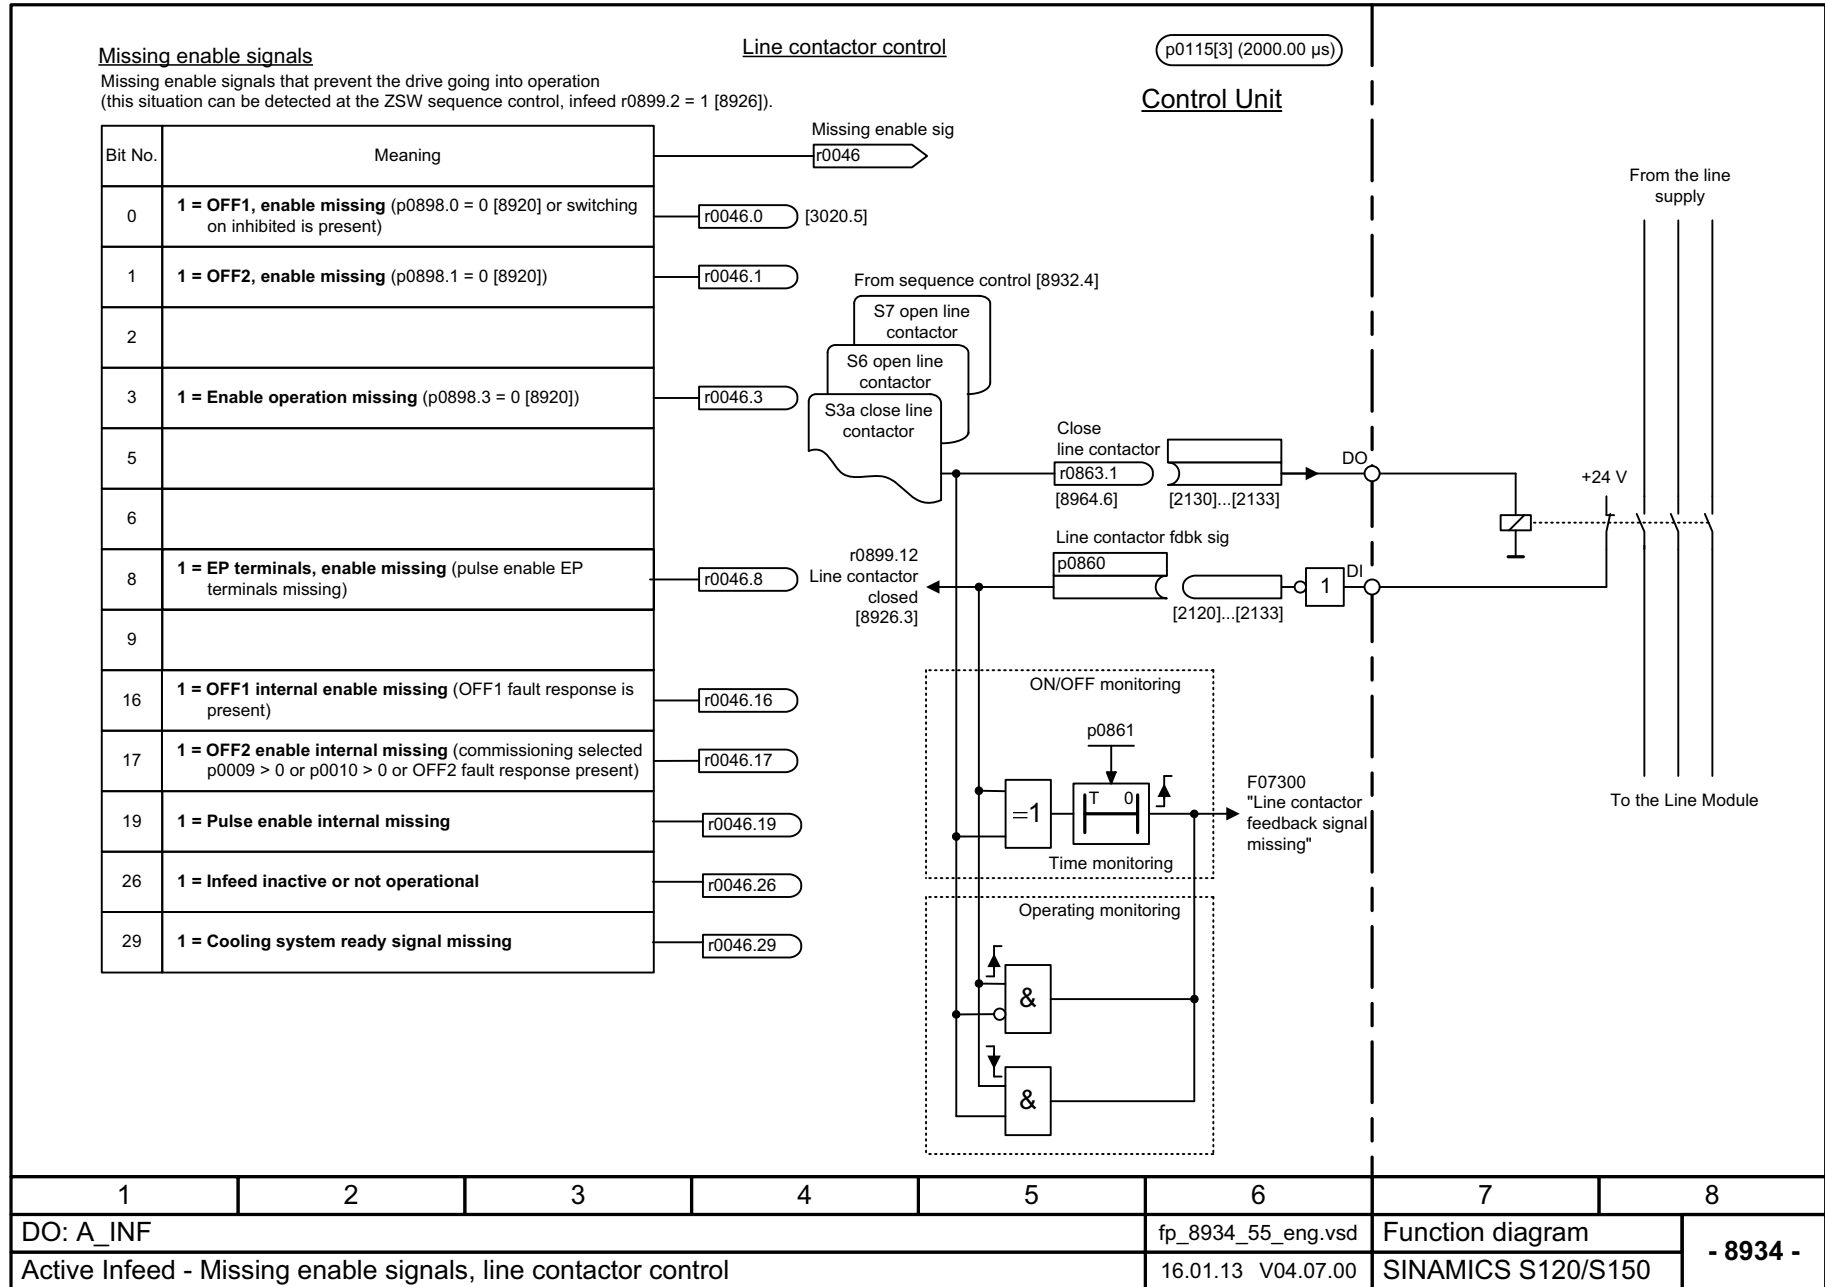 Missing enable signals
Missing enable signals that prevent the drive going into operation
(this situation can be detected at the ZSW sequence control, infeed r0899.2 = 1 [8926]).
Line contactor control
p0115[3] (2000.00 µs)
Control Unit
Bit No.
Meaning
Missing enable sig
r0046
0
1 = OFF1, enable missing (p0898.0 = 0 [8920] or switching
on inhibited is present)
r0046.0
[3020.5]
1
1 = OFF2, enable missing (p0898.1 = 0 [8920])
r0046.1
2
3
1 = Enable operation missing (p0898.3 = 0 [8920])
r0046.3
5
6
8
1 = EP terminals, enable missing (pulse enable EP
terminals missing)
r0046.8
9
16
1 = OFF1 internal enable missing (OFF1 fault response is
present)
r0046.16
17
1 = OFF2 enable internal missing (commissioning selected
p0009 > 0 or p0010 > 0 or OFF2 fault response present)
r0046.17
19
1 = Pulse enable internal missing
r0046.19
26
1 = Infeed inactive or not operational
r0046.26
29
1 = Cooling system ready signal missing
r0046.29
From sequence control [8932.4]
S7 open line
contactor
S6 open line
contactor
S3a close line
contactor
Close
line contactor
r0863.1
[8964.6]
[2130]...[2133]
DO
r0899.12
Line contactor
closed
[8926.3]
Line contactor fdbk sig
p0860
[2120]...[2133]
1
DI
+24 V
From the line
supply
To the Line Module
ON/OFF monitoring
p0861
=1
T 0
Time monitoring
F07300
"Line contactor
feedback signal
missing"
Operating monitoring
&
&
1 2 3 4 5 6 7 8
DO: A_INF
fp_8934_55_eng.vsd
Function diagram
- 8934 -
Active Infeed - Missing enable signals, line contactor control
16.01.13 V04.07.00
SINAMICS S120/S150